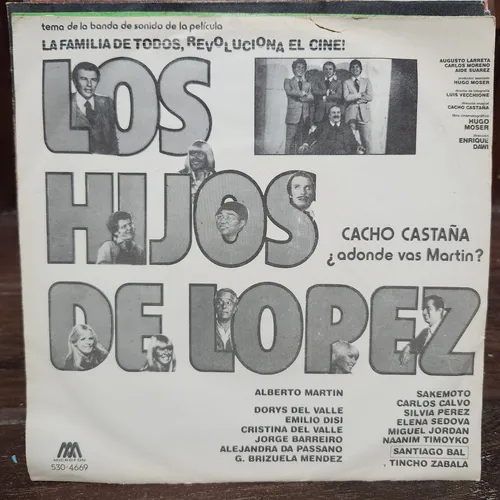 tema de la banda de sonido de la película
LA FAMILIA DE TODOS, REVOLUCIONA EL CINE!
LOS
HIJOS
DE LOPEZ
AUGUSTO LARRETA
CARLOS MORENO
AIDE SUAREZ
HUGO MOSER
LUIS VECCHIONE
CACHO CASTAÑA
HUGO
MOSER
ENRIQUE
DAWI
CACHO CASTAÑA
¿adonde vas Martin?
ALBERTO MARTIN
DORYS DEL VALLE
EMILIO DISI
CRISTINA DEL VALLE
JORGE BARREIRO
ALEJANDRA DA PASSANO
G. BRIZUELA MENDEZ
SAKEMOTO
CARLOS CALVO
SILVIA PEREZ
ELENA SEDOVA
MIGUEL JORDAN
NAANIM TIMOYKO
SANTIAGO BAL
TINCHO ZABALA
MICROFON
530-4669